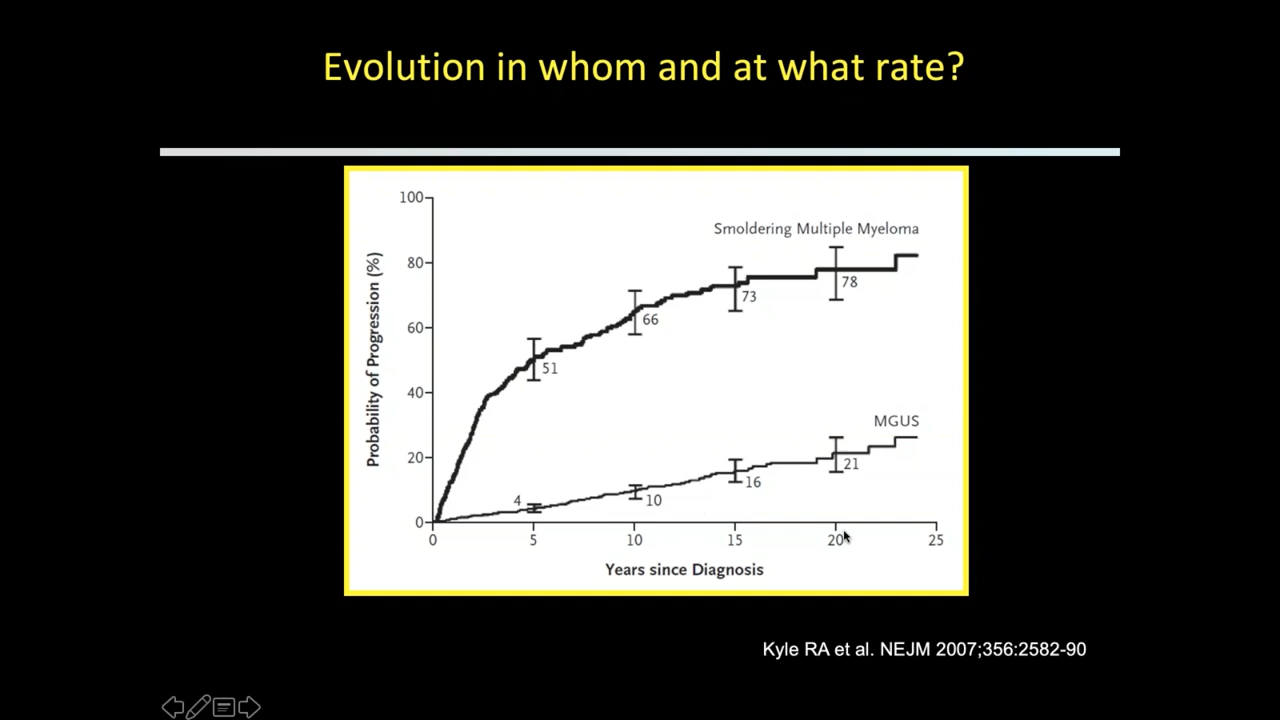 Evolution in whom and at what rate?
100
80
60
40
20
0
Probability of Progression (%)
Smoldering Multiple Myeloma
51
66
73
78
MGUS
4
10
16
21
0 5 10 15 20 25
Years since Diagnosis
Kyle RA et al. NEJM 2007;356:2582-90